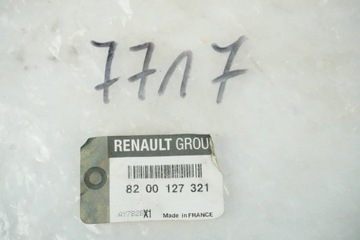 7717
RENAULT GROU
82 00 127 321
X1 Made in FRANCE